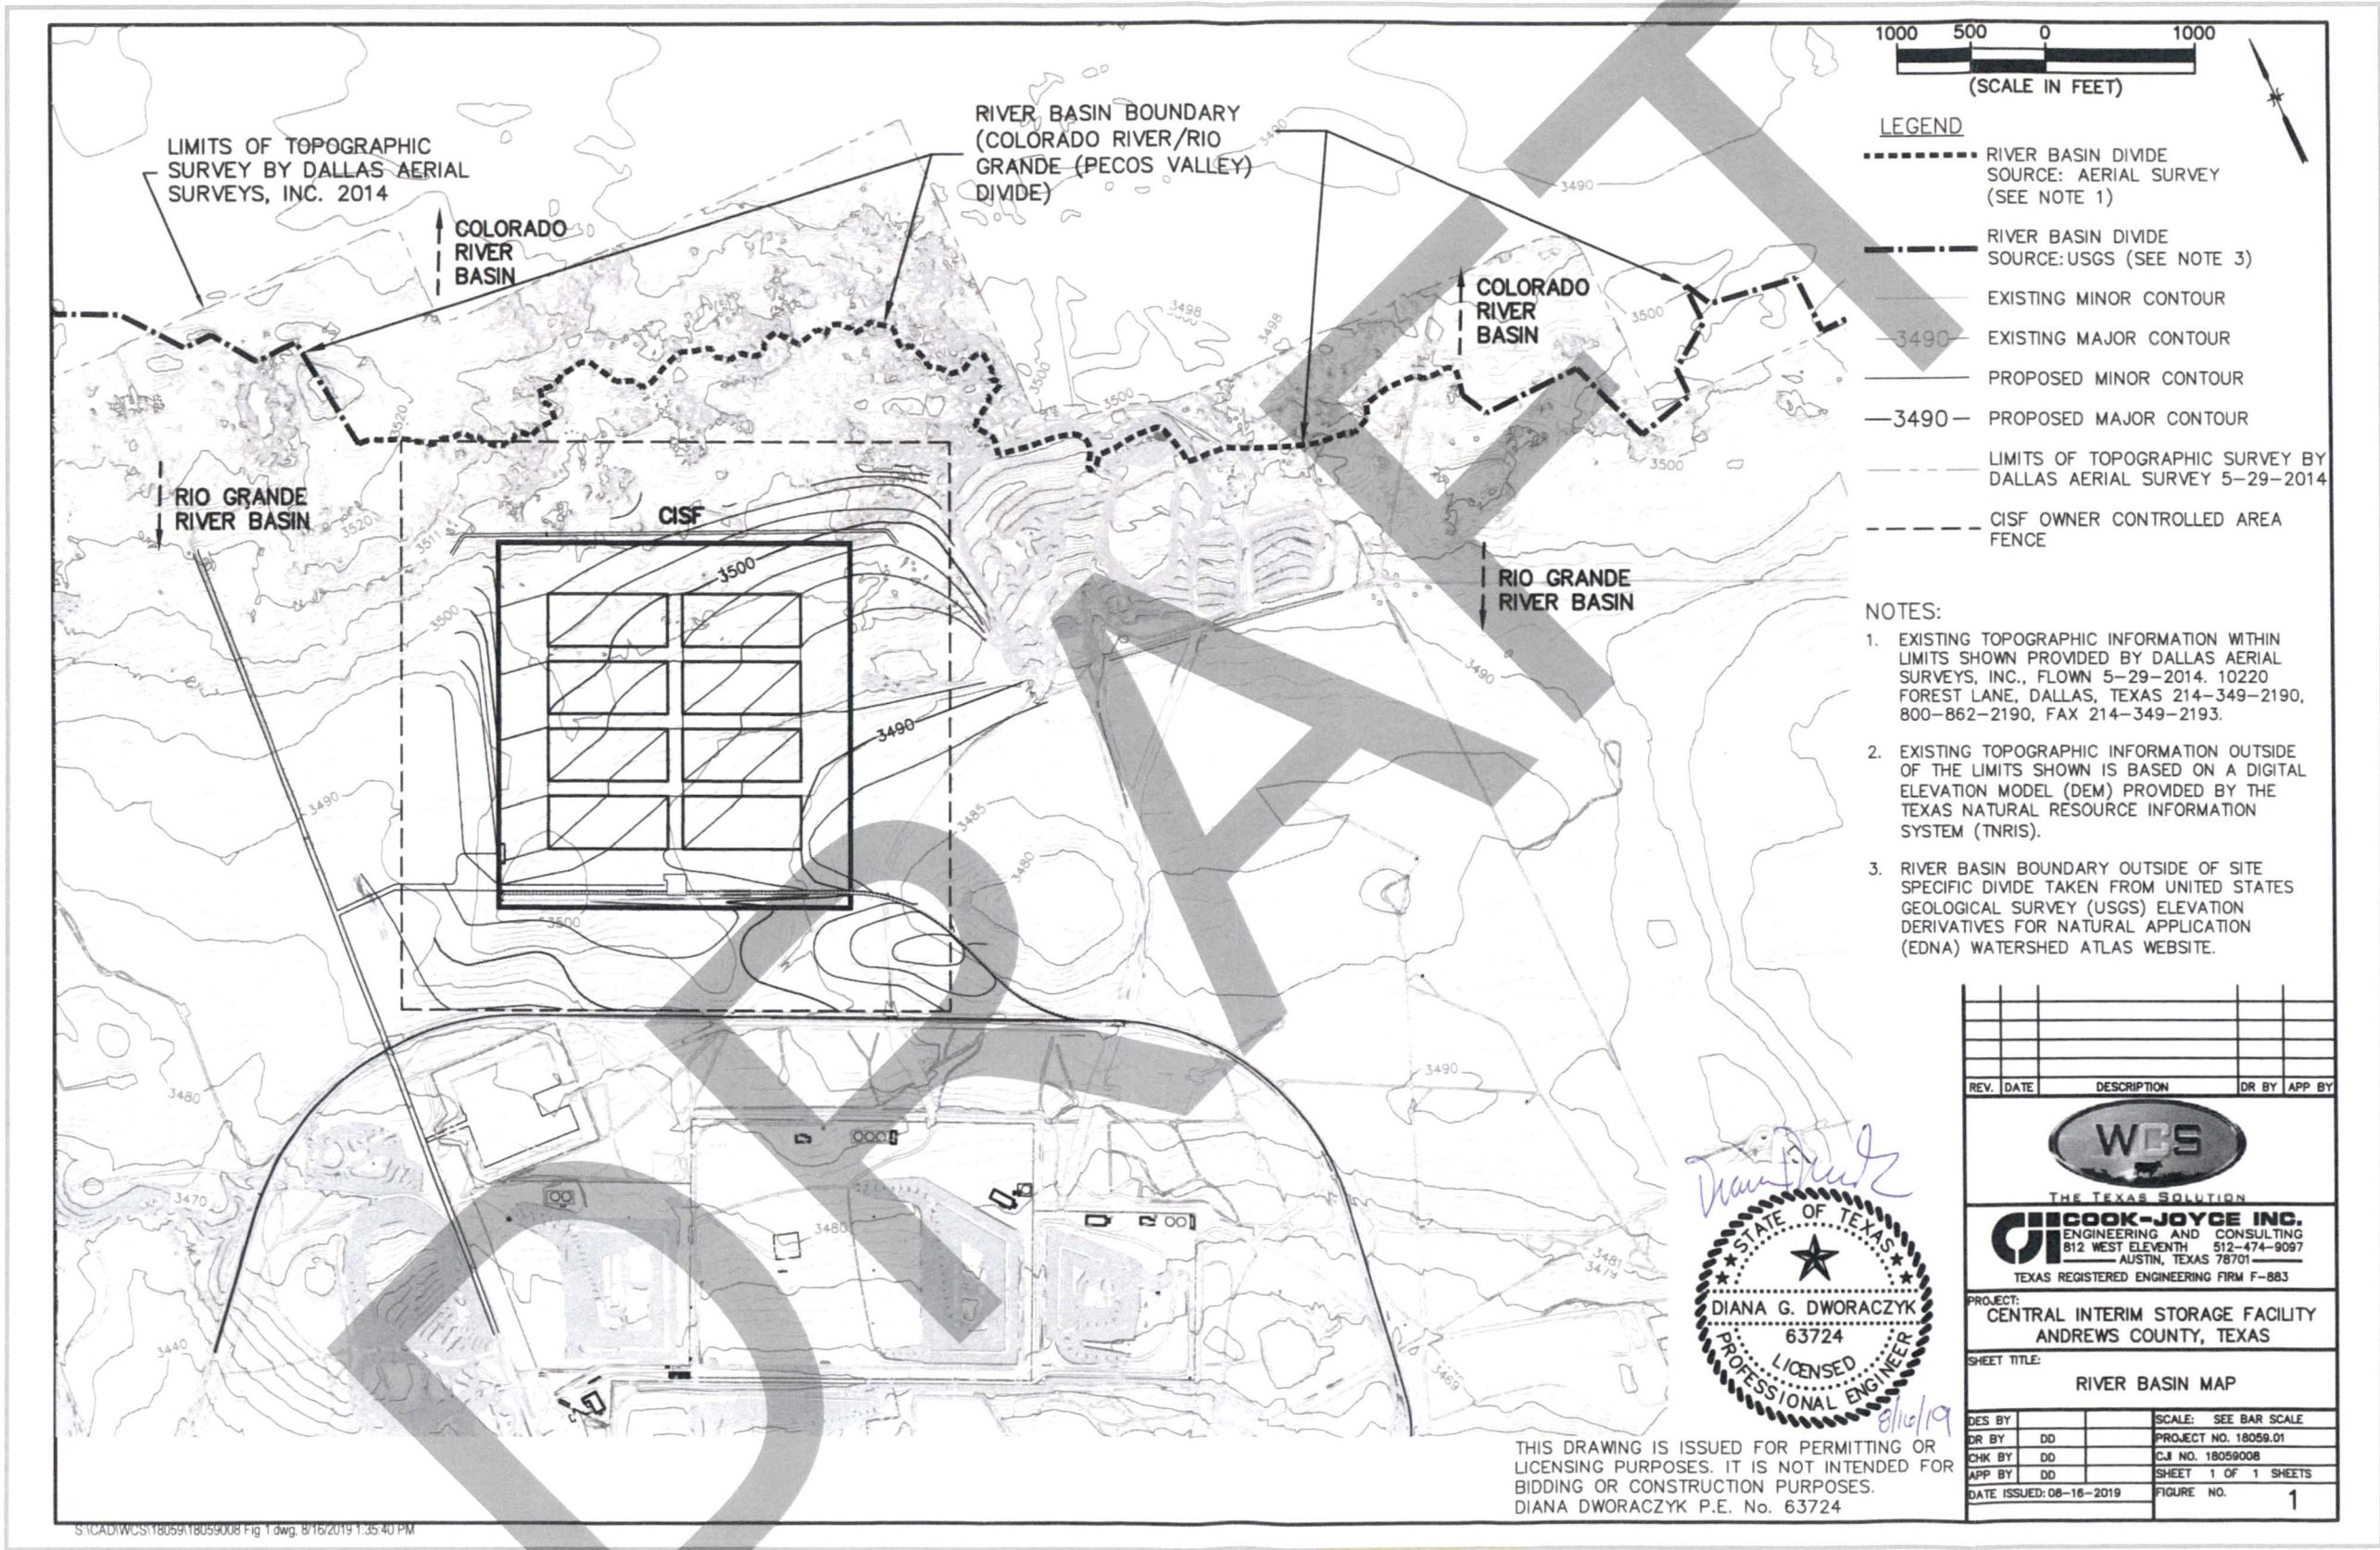 1000 500 0 1000
(SCALE IN FEET)
LEGEND
RIVER BASIN DIVIDE
SOURCE: AERIAL SURVEY
(SEE NOTE 1)
RIVER BASIN DIVIDE
SOURCE: USGS (SEE NOTE 3)
EXISTING MINOR CONTOUR
3490 EXISTING MAJOR CONTOUR
PROPOSED MINOR CONTOUR
3490 PROPOSED MAJOR CONTOUR
LIMITS OF TOPOGRAPHIC SURVEY BY
DALLAS AERIAL SURVEY 5-29-2014
CISF OWNER CONTROLLED AREA
FENCE
LIMITS OF TOPOGRAPHIC
SURVEY BY DALLAS AERIAL
SURVEYS, INC. 2014
RIVER BASIN BOUNDARY
(COLORADO RIVER/RIO
GRANDE (PECOS VALLEY)
DIVIDE)
COLORADO
RIVER
BASIN
COLORADO
RIVER
BASIN
RIO GRANDE
RIVER BASIN
RIO GRANDE
RIVER BASIN
CISF
3490
3490
3498
3498
3500
3500
3500
3500
3520
3520
3511
3500
3500
3490
3490
3490
3485
3480
3500
3490
3480
3470
3480
3440
3481
3479
3469
DRAFT
NOTES:
1. EXISTING TOPOGRAPHIC INFORMATION WITHIN
LIMITS SHOWN PROVIDED BY DALLAS AERIAL
SURVEYS, INC., FLOWN 5-29-2014. 10220
FOREST LANE, DALLAS, TEXAS 214-349-2190,
800-862-2190, FAX 214-349-2193.
2. EXISTING TOPOGRAPHIC INFORMATION OUTSIDE
OF THE LIMITS SHOWN IS BASED ON A DIGITAL
ELEVATION MODEL (DEM) PROVIDED BY THE
TEXAS NATURAL RESOURCE INFORMATION
SYSTEM (TNRIS).
3. RIVER BASIN BOUNDARY OUTSIDE OF SITE
SPECIFIC DIVIDE TAKEN FROM UNITED STATES
GEOLOGICAL SURVEY (USGS) ELEVATION
DERIVATIVES FOR NATURAL APPLICATION
(EDNA) WATERSHED ATLAS WEBSITE.
REV. DATE DESCRIPTION DR BY APP BY
WCS
THE TEXAS SOLUTION
COOK-JOYCE INC.
ENGINEERING AND CONSULTING
812 WEST ELEVENTH 512-474-9097
AUSTIN, TEXAS 78701
TEXAS REGISTERED ENGINEERING FIRM F-883
PROJECT:
CENTRAL INTERIM STORAGE FACILITY
ANDREWS COUNTY, TEXAS
SHEET TITLE:
RIVER BASIN MAP
DES BY
DR BY DD
CHK BY DD
APP BY DD
DATE ISSUED: 08-16-2019
SCALE: SEE BAR SCALE
PROJECT NO. 18059.01
CJI NO. 18059008
SHEET 1 OF 1 SHEETS
FIGURE NO. 1
STATE OF TEXAS
DIANA G. DWORACZYK
63724
LICENSED
PROFESSIONAL ENGINEER
8/16/19
THIS DRAWING IS ISSUED FOR PERMITTING OR
LICENSING PURPOSES. IT IS NOT INTENDED FOR
BIDDING OR CONSTRUCTION PURPOSES.
DIANA DWORACZYK P.E. No. 63724
S:\CAD\WCS\18059\18059008 Fig 1.dwg, 8/16/2019 1:35:40 PM